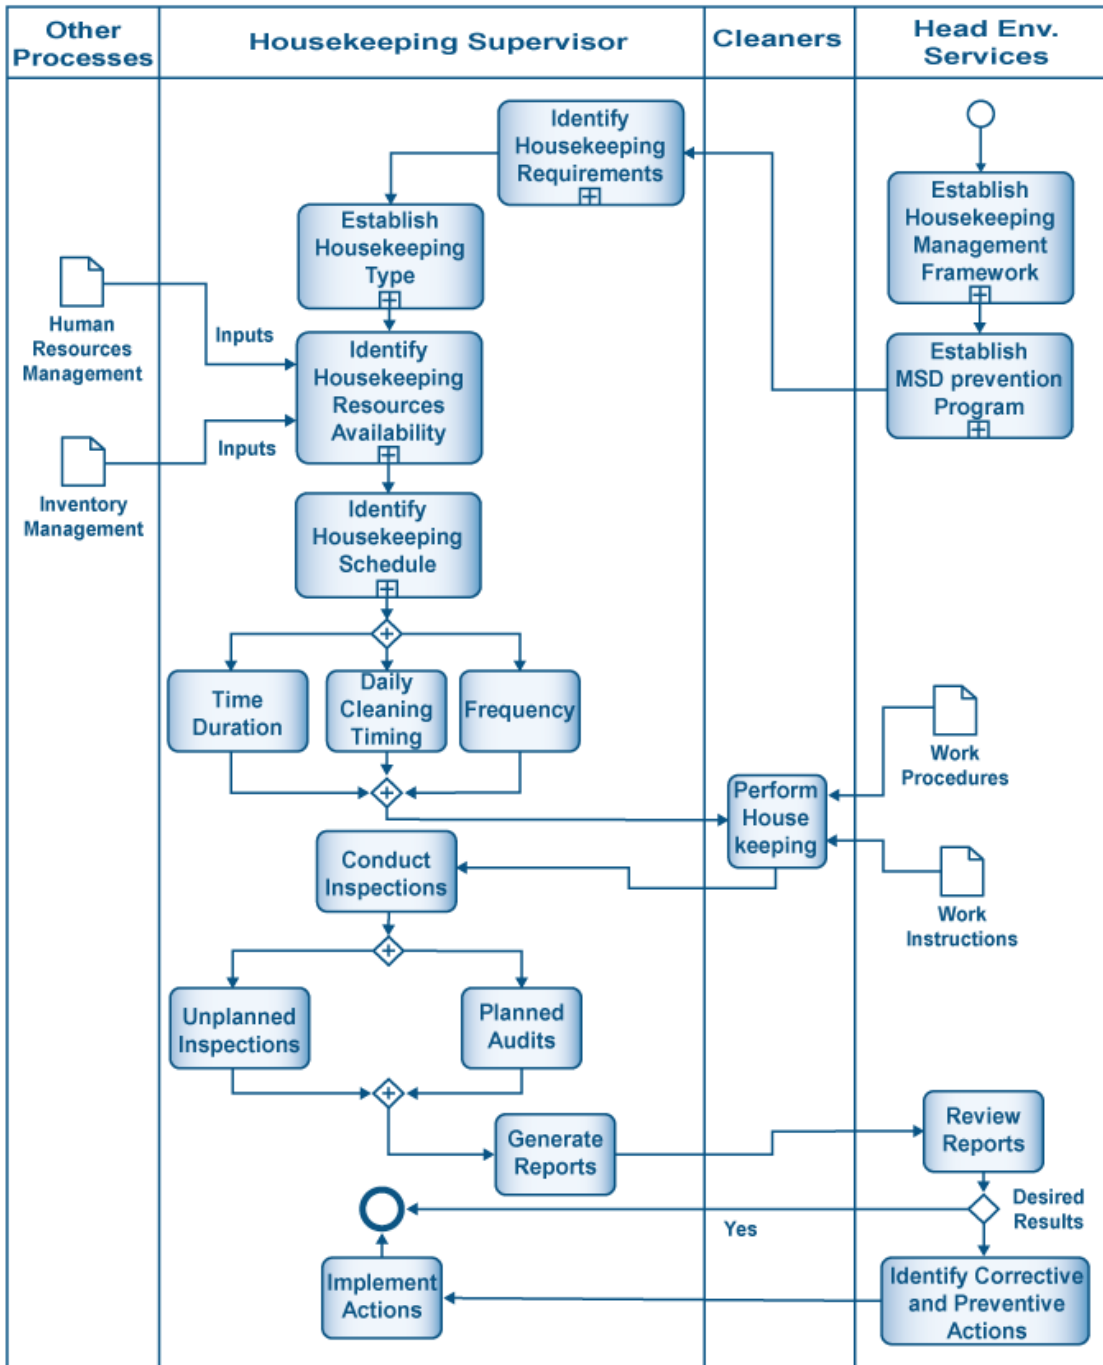 Other
Processes
Housekeeping Supervisor
Cleaners
Head Env.
Services
Identify
Housekeeping
Requirements
Establish
Housekeeping
Management
Framework
Establish
Housekeeping
Type
Human
Resources
Management
Inputs
Identify
Housekeeping
Resources
Availability
Establish
MSD prevention
Program
Inventory
Management
Inputs
Identify
Housekeeping
Schedule
Time
Duration
Daily
Cleaning
Timing
Frequency
Work
Procedures
Perform
House
keeping
Conduct
Inspections
Work
Instructions
Unplanned
Inspections
Planned
Audits
Generate
Reports
Review
Reports
Desired
Results
Yes
Implement
Actions
Identify Corrective
and Preventive
Actions